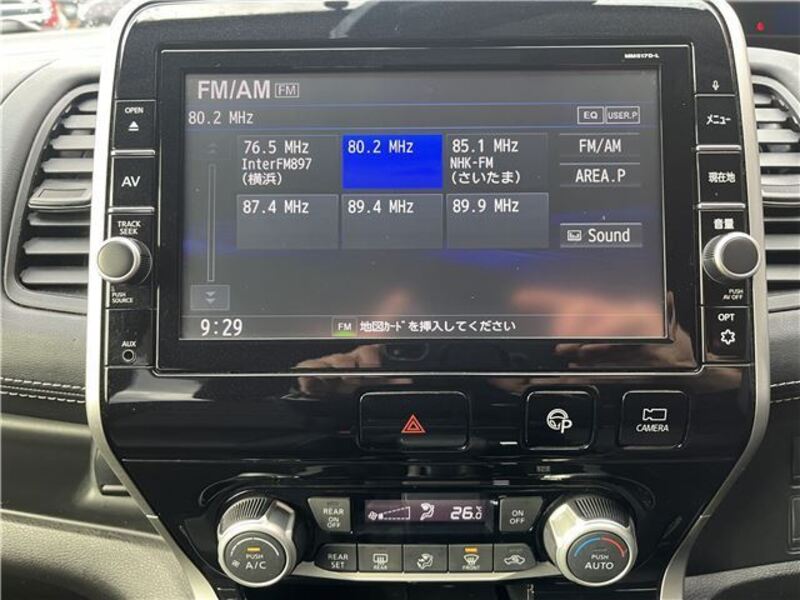 MM517D-L
FM/AM FM
80.2 MHz
EQ USER.P
76.5 MHz
InterFM897
(横浜)
80.2 MHz
85.1 MHz
NHK-FM
(さいたま)
FM/AM
AREA.P
87.4 MHz
89.4 MHz
89.9 MHz
Sound
9:29
FM 地図ｶｰﾄﾞを挿入してください
OPEN
AV
TRACK
SEEK
PUSH
SOURCE
AUX
メニュー
現在地
音量
PUSH
AV OFF
OPT
P
CAMERA
REAR
ON
OFF
26.0
ON
OFF
PUSH
A/C
REAR
SET
REAR
FRONT
PUSH
AUTO